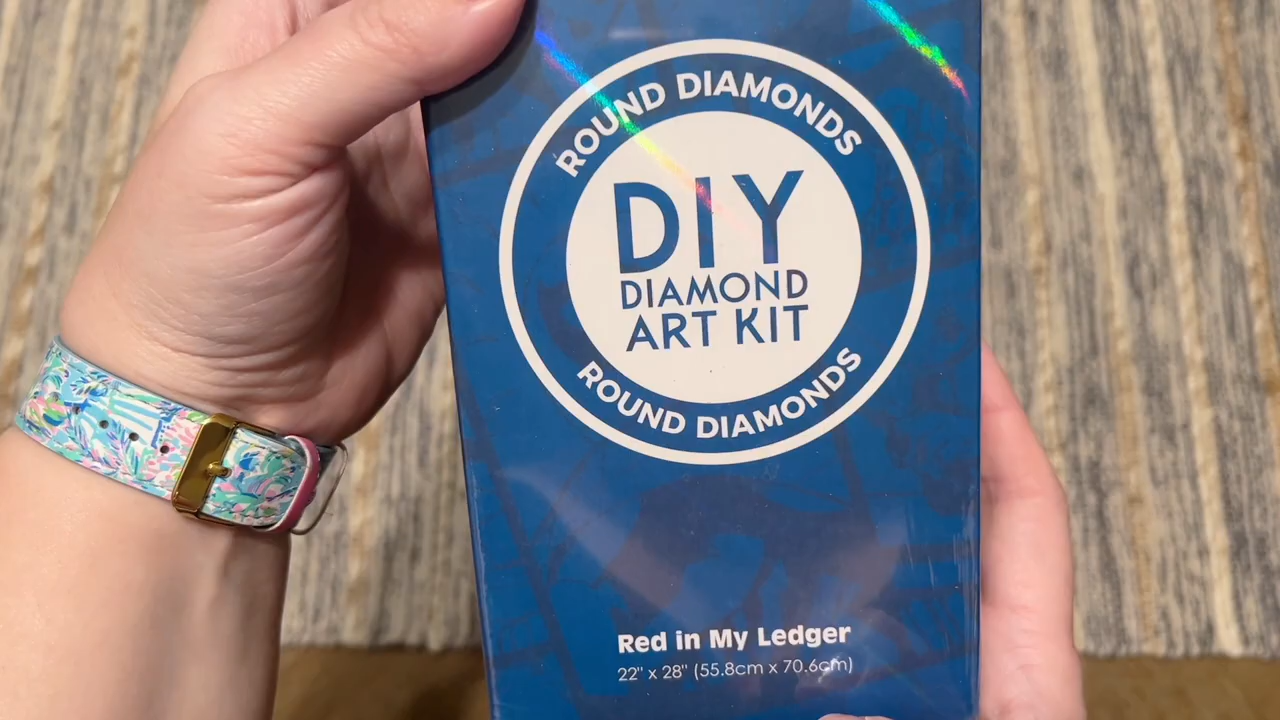 ROUND DIAMONDS
DIY
DIAMOND
ART KIT
ROUND DIAMONDS
Red in My Ledger
22" x 28" (55.8cm x 70.6cm)